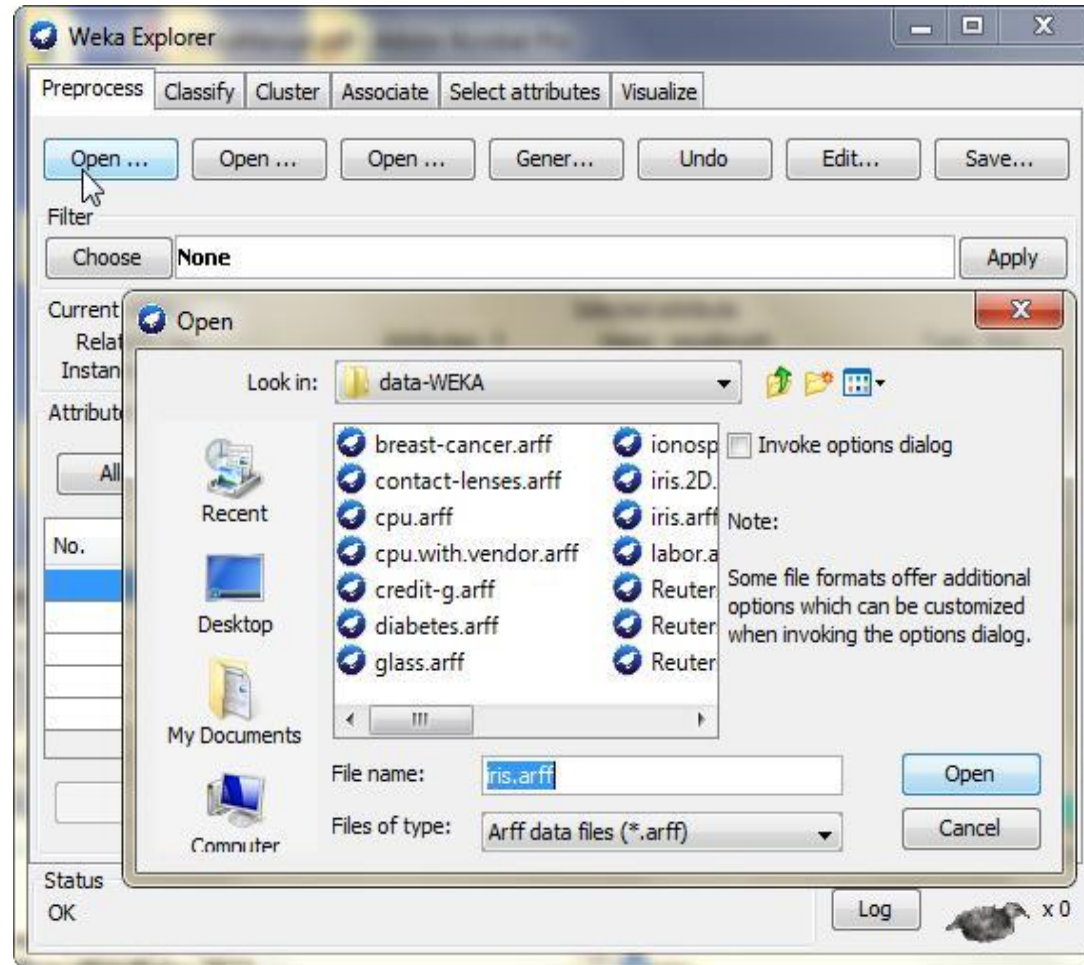 Weka Explorer
Preprocess Classify Cluster Associate Select attributes Visualize
Open ... Open ... Open ... Gener... Undo Edit... Save...
Filter
Choose None Apply
Current
Relat
Instan
Attribut
All
No.
Open
Look in: data-WEKA
Recent
Desktop
My Documents
Computer
breast-cancer.arff
contact-lenses.arff
cpu.arff
cpu.with.vendor.arff
credit-g.arff
diabetes.arff
glass.arff
ionosp
iris.2D.
iris.arff
labor.a
Reuter
Reuter
Reuter
Invoke options dialog
Note:
Some file formats offer additional
options which can be customized
when invoking the options dialog.
File name: iris.arff Open
Files of type: Arff data files (*.arff) Cancel
Status
OK Log x 0